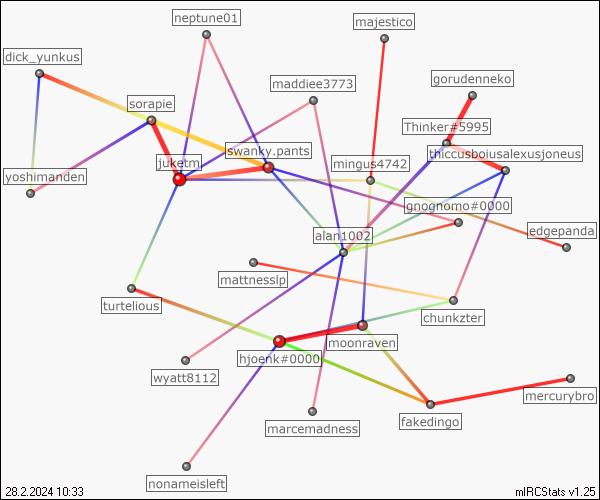 neptune01
majestico
dick_yunkus
maddiee3773
gorudenneko
sorapie
Thinker#5995
juketm
swanky.pants
thiccusboiusalexusjoneus
mingus4742
yoshimanden
gnognomo#0000
edgepanda
alan1002
mattnesslp
turtelious
chunkzter
moonraven
hjoenk#0000
wyatt8112
mercurybro
fakedingo
marcemadness
nonameisleft
28.2.2024 10:33
mIRCStats v1.25